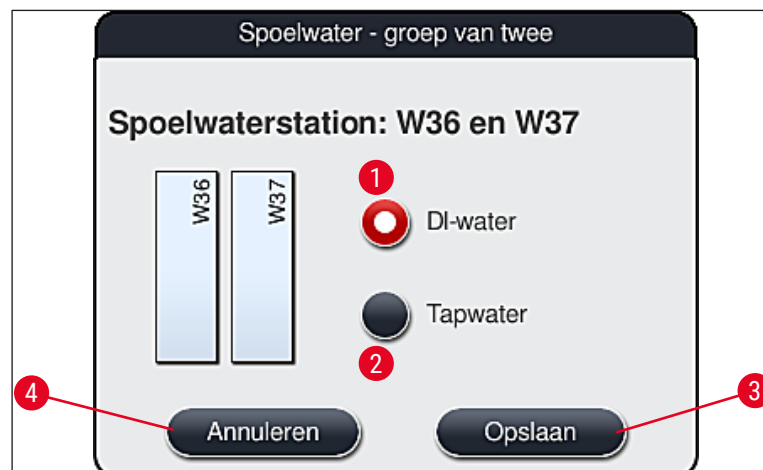 Spoelwater - groep van twee
Spoelwaterstation: W36 en W37
W36
W37
1
DI-water
Tapwater
2
4
Annuleren
Opslaan
3